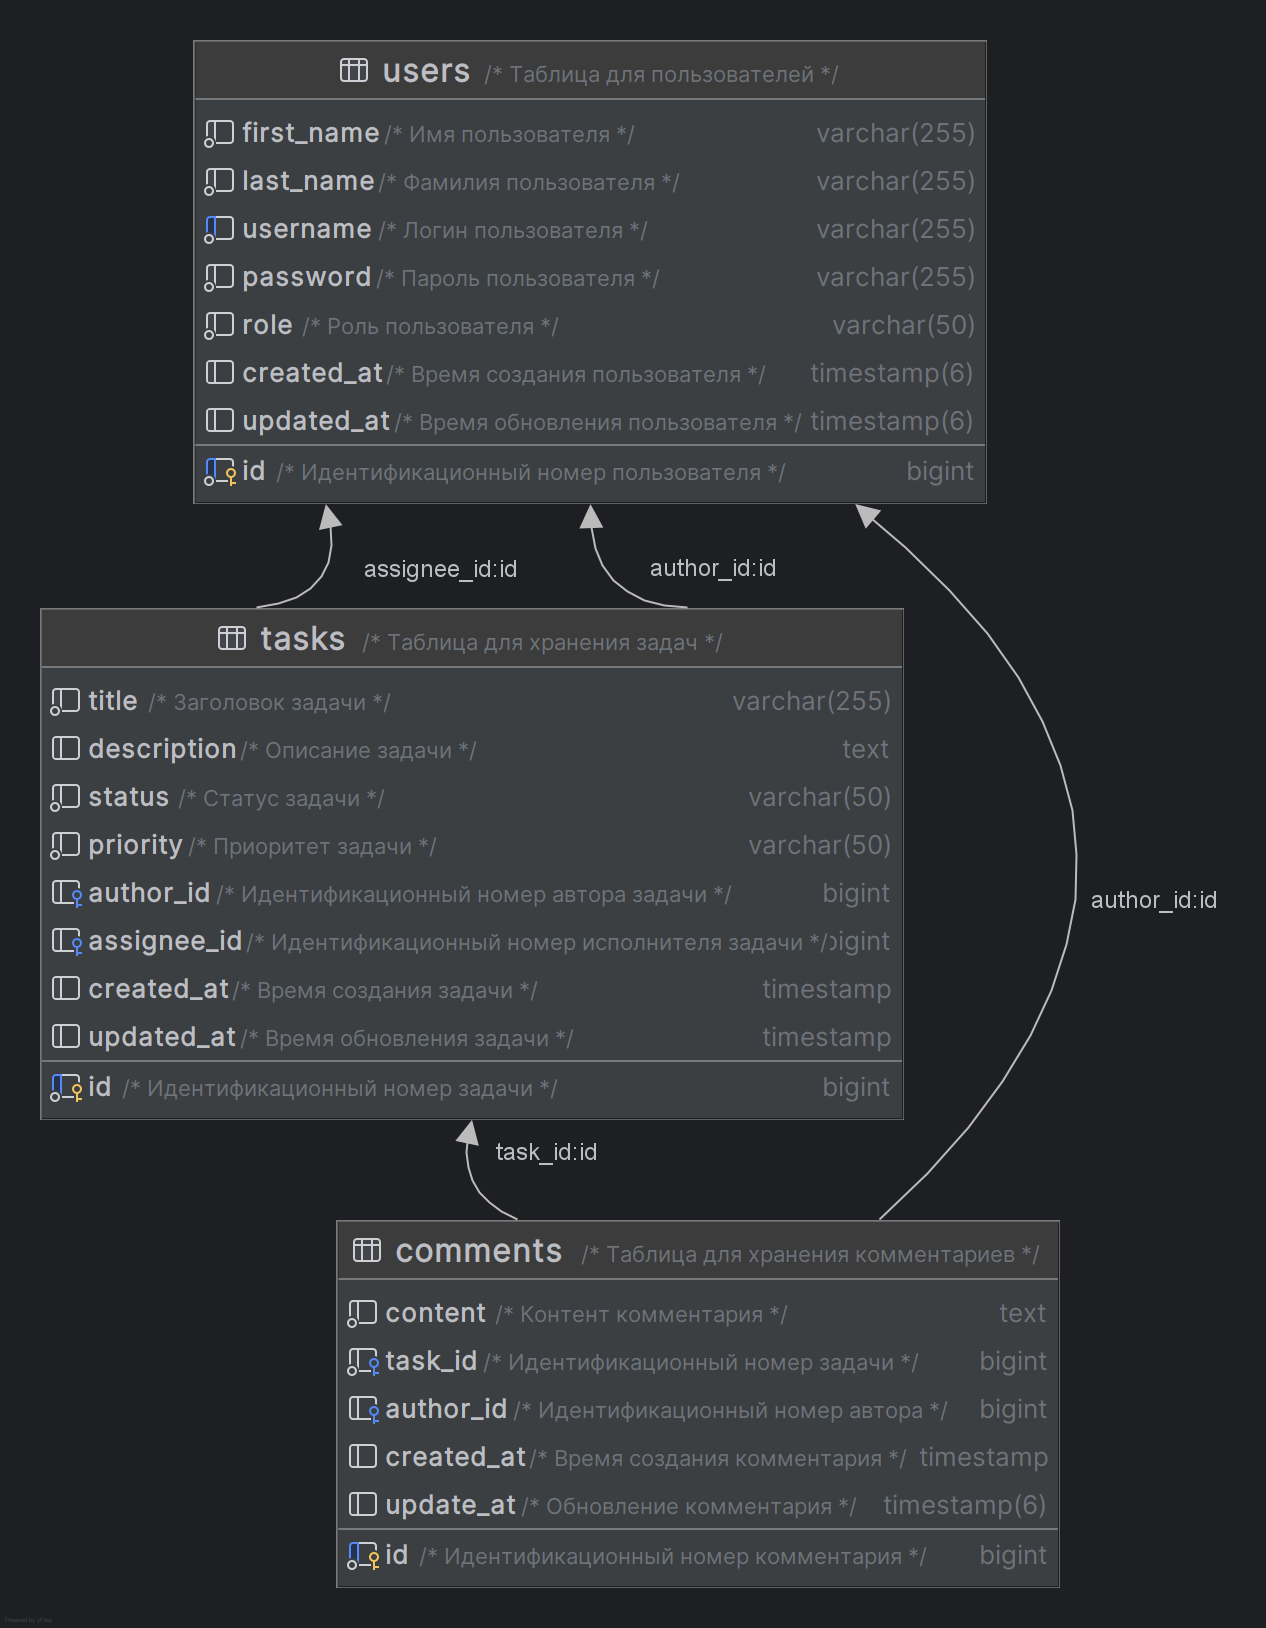 users /* Таблица для пользователей */
first_name /* Имя пользователя */ varchar(255)
last_name /* Фамилия пользователя */ varchar(255)
username /* Логин пользователя */ varchar(255)
password /* Пароль пользователя */ varchar(255)
role /* Роль пользователя */ varchar(50)
created_at /* Время создания пользователя */ timestamp(6)
updated_at /* Время обновления пользователя */ timestamp(6)
id /* Идентификационный номер пользователя */ bigint
assignee_id:id
author_id:id
tasks /* Таблица для хранения задач */
title /* Заголовок задачи */ varchar(255)
description /* Описание задачи */ text
status /* Статус задачи */ varchar(50)
priority /* Приоритет задачи */ varchar(50)
author_id /* Идентификационный номер автора задачи */ bigint
assignee_id /* Идентификационный номер исполнителя задачи */ bigint
created_at /* Время создания задачи */ timestamp
updated_at /* Время обновления задачи */ timestamp
id /* Идентификационный номер задачи */ bigint
author_id:id
task_id:id
comments /* Таблица для хранения комментариев */
content /* Контент комментария */ text
task_id /* Идентификационный номер задачи */ bigint
author_id /* Идентификационный номер автора */ bigint
created_at /* Время создания комментария */ timestamp
update_at /* Обновление комментария */ timestamp(6)
id /* Идентификационный номер комментария */ bigint
Powered by yFiles